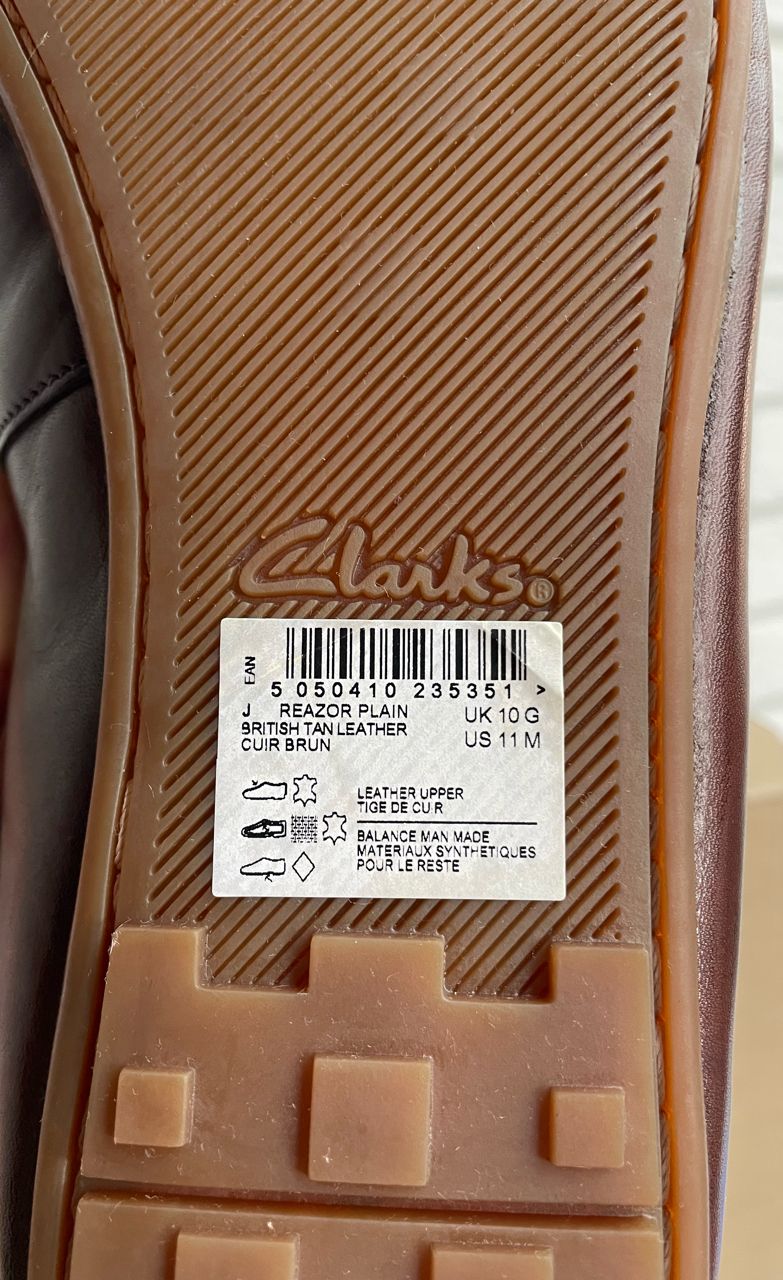 Clarks®
EAN
5 050410 235351 >
J REAZOR PLAIN UK 10 G
BRITISH TAN LEATHER US 11 M
CUIR BRUN
LEATHER UPPER
TIGE DE CUIR
BALANCE MAN MADE
MATERIAUX SYNTHETIQUES
POUR LE RESTE